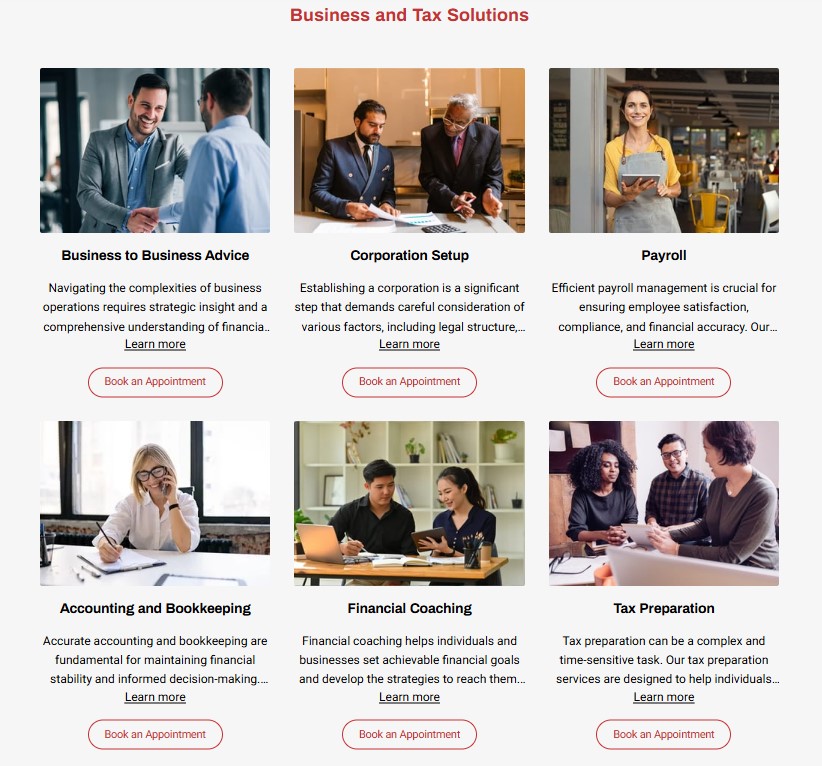 Business and Tax Solutions
Business to Business Advice
Navigating the complexities of business
operations requires strategic insight and a
comprehensive understanding of financia..
Learn more
Book an Appointment
Corporation Setup
Establishing a corporation is a significant
step that demands careful consideration of
various factors, including legal structure,...
Learn more
Book an Appointment
Payroll
Efficient payroll management is crucial for
ensuring employee satisfaction,
compliance, and financial accuracy. Our...
Learn more
Book an Appointment
Accounting and Bookkeeping
Accurate accounting and bookkeeping are
fundamental for maintaining financial
stability and informed decision-making....
Learn more
Book an Appointment
Financial Coaching
Financial coaching helps individuals and
businesses set achievable financial goals
and develop the strategies to reach them...
Learn more
Book an Appointment
Tax Preparation
Tax preparation can be a complex and
time-sensitive task. Our tax preparation
services are designed to help individuals...
Learn more
Book an Appointment